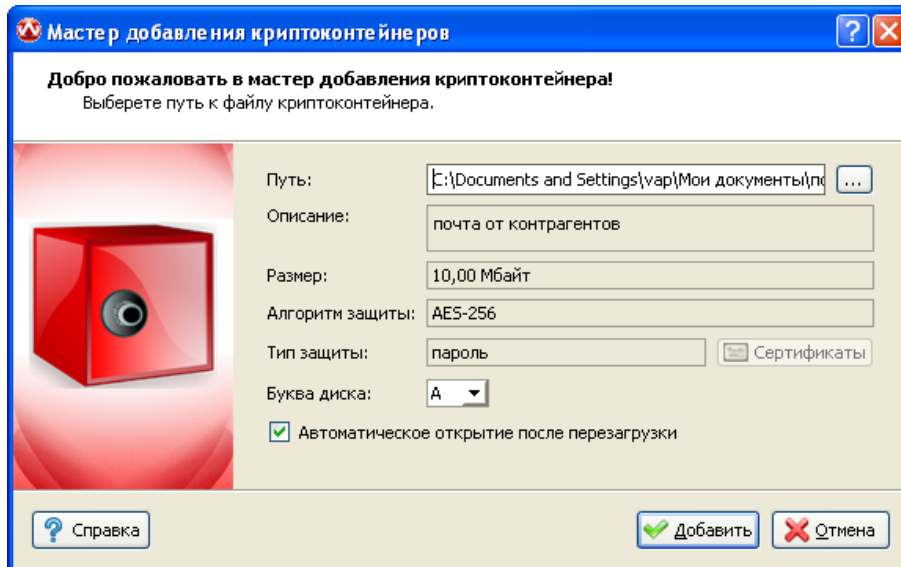 Мастер добавления криптоконтейнеров
Добро пожаловать в мастер добавления криптоконтейнера!
Выберете путь к файлу криптоконтейнера.
Путь: C:\Documents and Settings\vap\Мои документы\по ...
Описание: почта от контрагентов
Размер: 10,00 Мбайт
Алгоритм защиты: AES-256
Тип защиты: пароль Сертификаты
Буква диска: A
Автоматическое открытие после перезагрузки
Справка Добавить Отмена